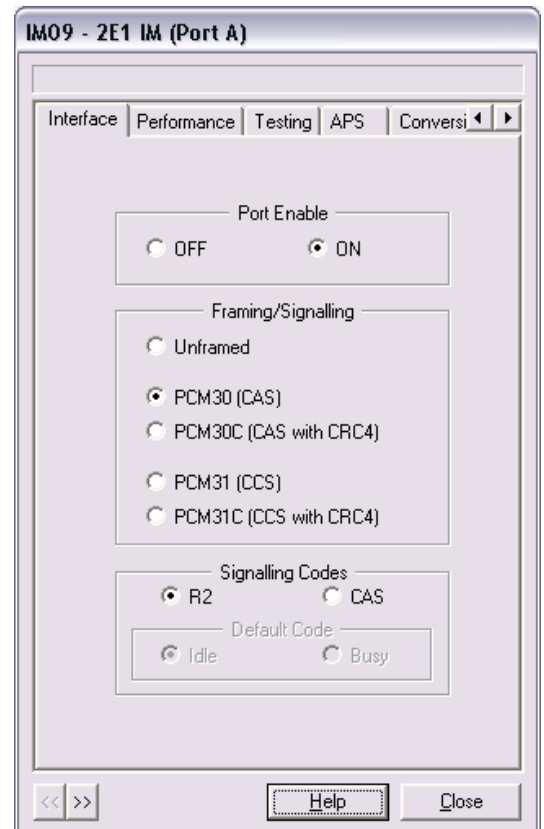 IM09 - 2E1 IM (Port A)
Interface Performance Testing APS Conversi
Port Enable
OFF ON
Framing/Signalling
Unframed
PCM30 (CAS)
PCM30C (CAS with CRC4)
PCM31 (CCS)
PCM31C (CCS with CRC4)
Signalling Codes
R2 CAS
Default Code
Idle Busy
<< >> Help Close